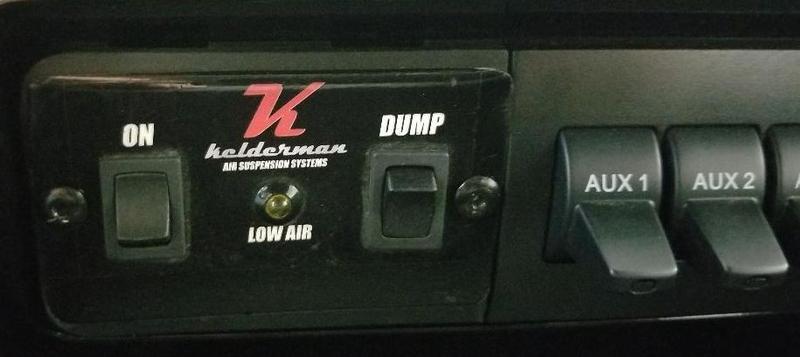 ON
K
kelderman
AIR SUSPENSION SYSTEMS
LOW AIR
DUMP
AUX 1
AUX 2